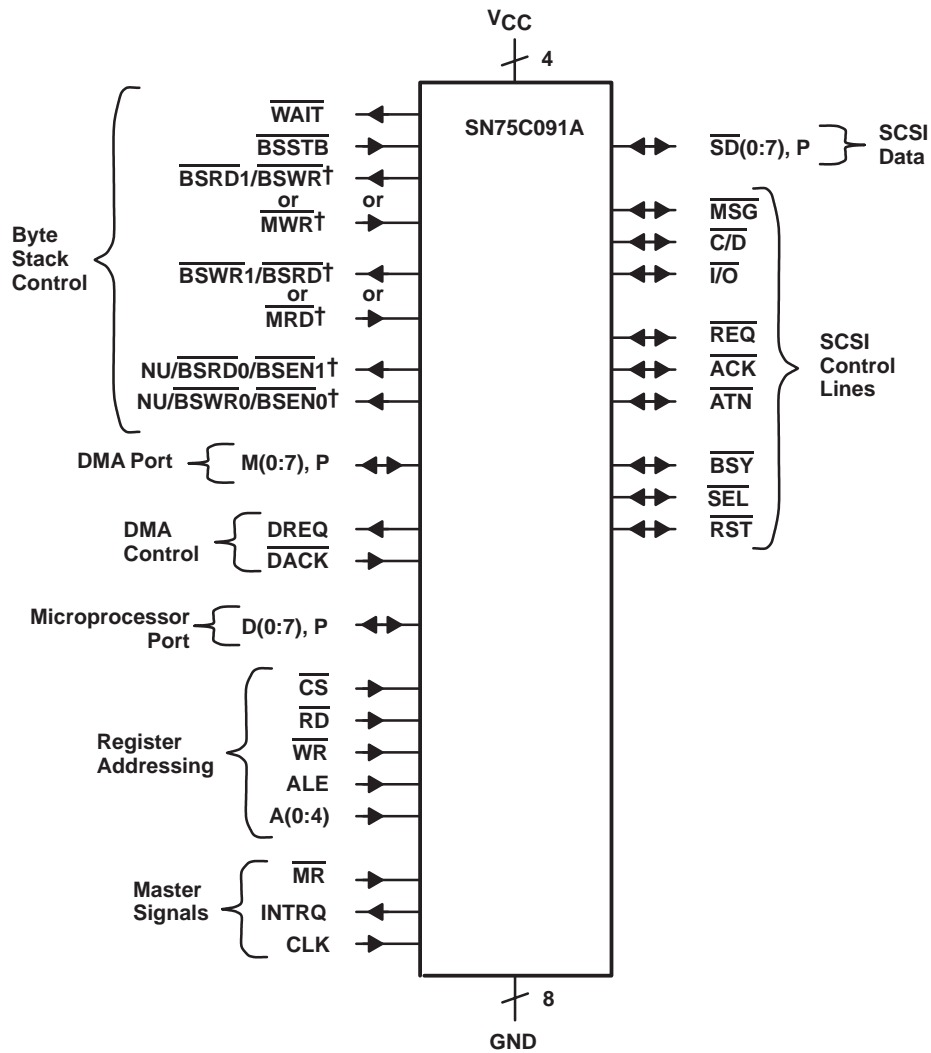 VCC
4
SN75C091A
Byte
Stack
Control
WAIT
BSSTB
BSRD1/BSWR†
or or
MWR†
BSWR1/BSRD†
or or
MRD†
NU/BSRD0/BSEN1†
NU/BSWR0/BSEN0†
DMA Port
M(0:7), P
DMA
Control
DREQ
DACK
Microprocessor
Port
D(0:7), P
Register
Addressing
CS
RD
WR
ALE
A(0:4)
Master
Signals
MR
INTRQ
CLK
SD(0:7), P
SCSI
Data
MSG
C/D
I/O
REQ
ACK
ATN
BSY
SEL
RST
SCSI
Control
Lines
8
GND